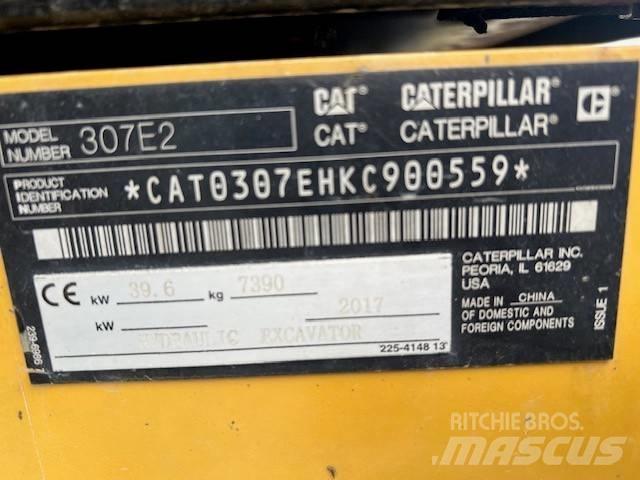 CAT® CATERPILLAR®
CAT® CATERPILLAR®
MODEL NUMBER 307E2
PRODUCT IDENTIFICATION NUMBER *CAT0307EHKC900559*
CE kW 39.6 kg 7390
kW 2017
HYDRAULIC EXCAVATOR
225-4148 13
CATERPILLAR INC.
PEORIA, IL 61629
USA
MADE IN CHINA
OF DOMESTIC AND
FOREIGN COMPONENTS
ISSUE 1
RITCHIE BROS.
MASCUS